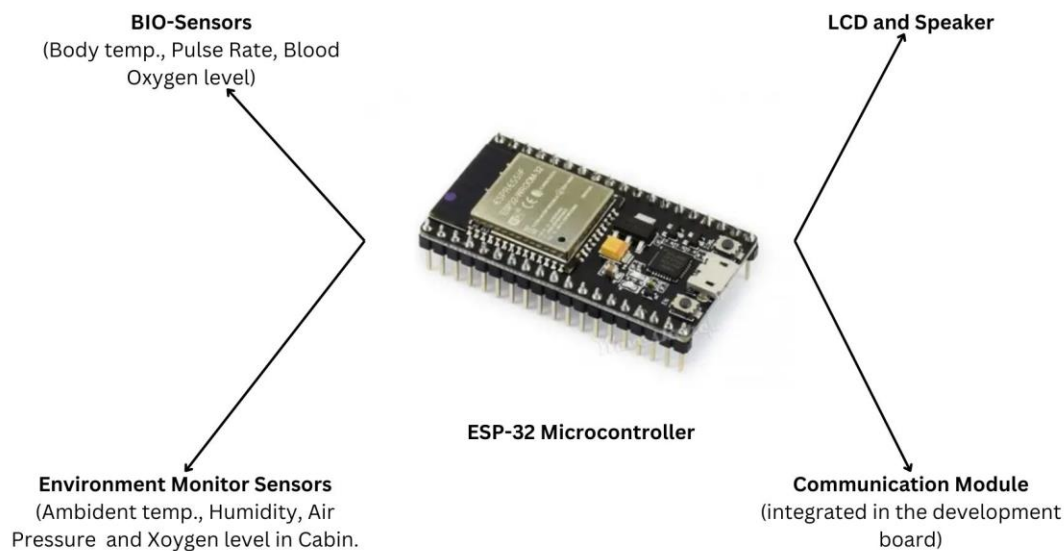 BIO-Sensors
(Body temp., Pulse Rate, Blood
Oxygen level)
LCD and Speaker
ESP-32 Microcontroller
Environment Monitor Sensors
(Ambident temp., Humidity, Air
Pressure and Xoygen level in Cabin.
Communication Module
(integrated in the development
board)